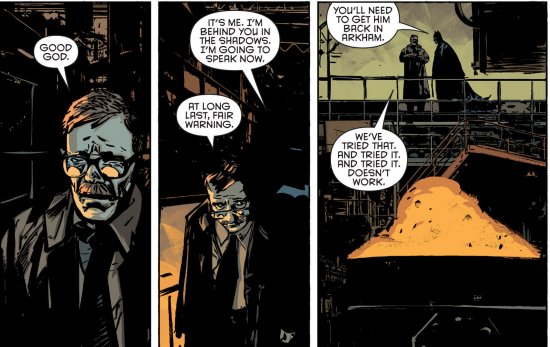 GOOD
GOD.
IT'S ME. I'M
BEHIND YOU IN
THE SHADOWS.
I'M GOING TO
SPEAK NOW.
AT LONG
LAST, FAIR
WARNING.
YOU'LL NEED
TO GET HIM
BACK IN
ARKHAM.
WE'VE
TRIED THAT.
AND TRIED IT.
AND TRIED IT.
DOESN'T
WORK.